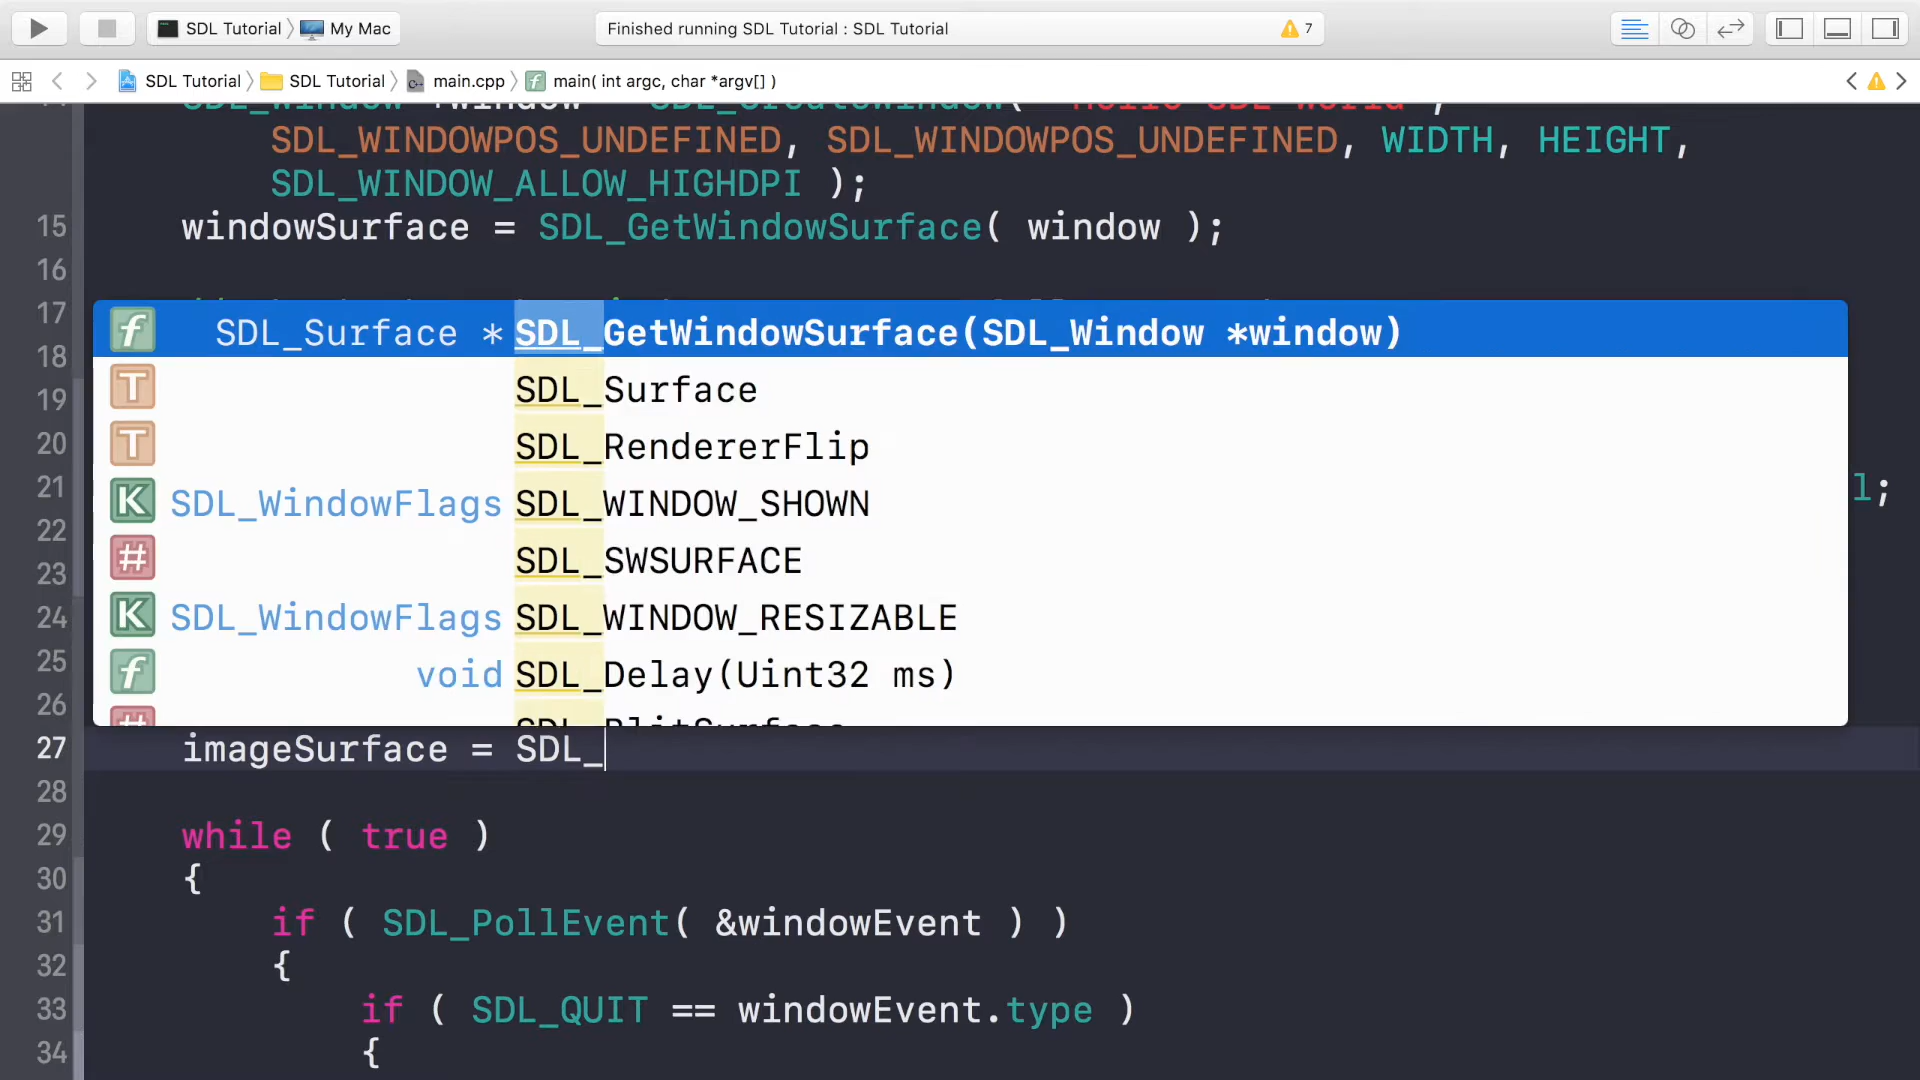 SDL Tutorial My Mac Finished running SDL Tutorial : SDL Tutorial 7
SDL Tutorial SDL Tutorial main.cpp main( int argc, char *argv[] )
SDL_WINDOWPOS_UNDEFINED, SDL_WINDOWPOS_UNDEFINED, WIDTH, HEIGHT,
SDL_WINDOW_ALLOW_HIGHDPI );
15 windowSurface = SDL_GetWindowSurface( window );
16
17
f SDL_Surface * SDL_GetWindowSurface(SDL_Window *window)
18
T SDL_Surface
19
20 T SDL_RendererFlip
21 l;
K SDL_WindowFlags SDL_WINDOW_SHOWN
22
# SDL_SWSURFACE
23
24 K SDL_WindowFlags SDL_WINDOW_RESIZABLE
25
f void SDL_Delay(Uint32 ms)
26
# SDL_BlitSurface
27 imageSurface = SDL_
28
29 while ( true )
30 {
31 if ( SDL_PollEvent( &windowEvent ) )
32 {
33 if ( SDL_QUIT == windowEvent.type )
34 {